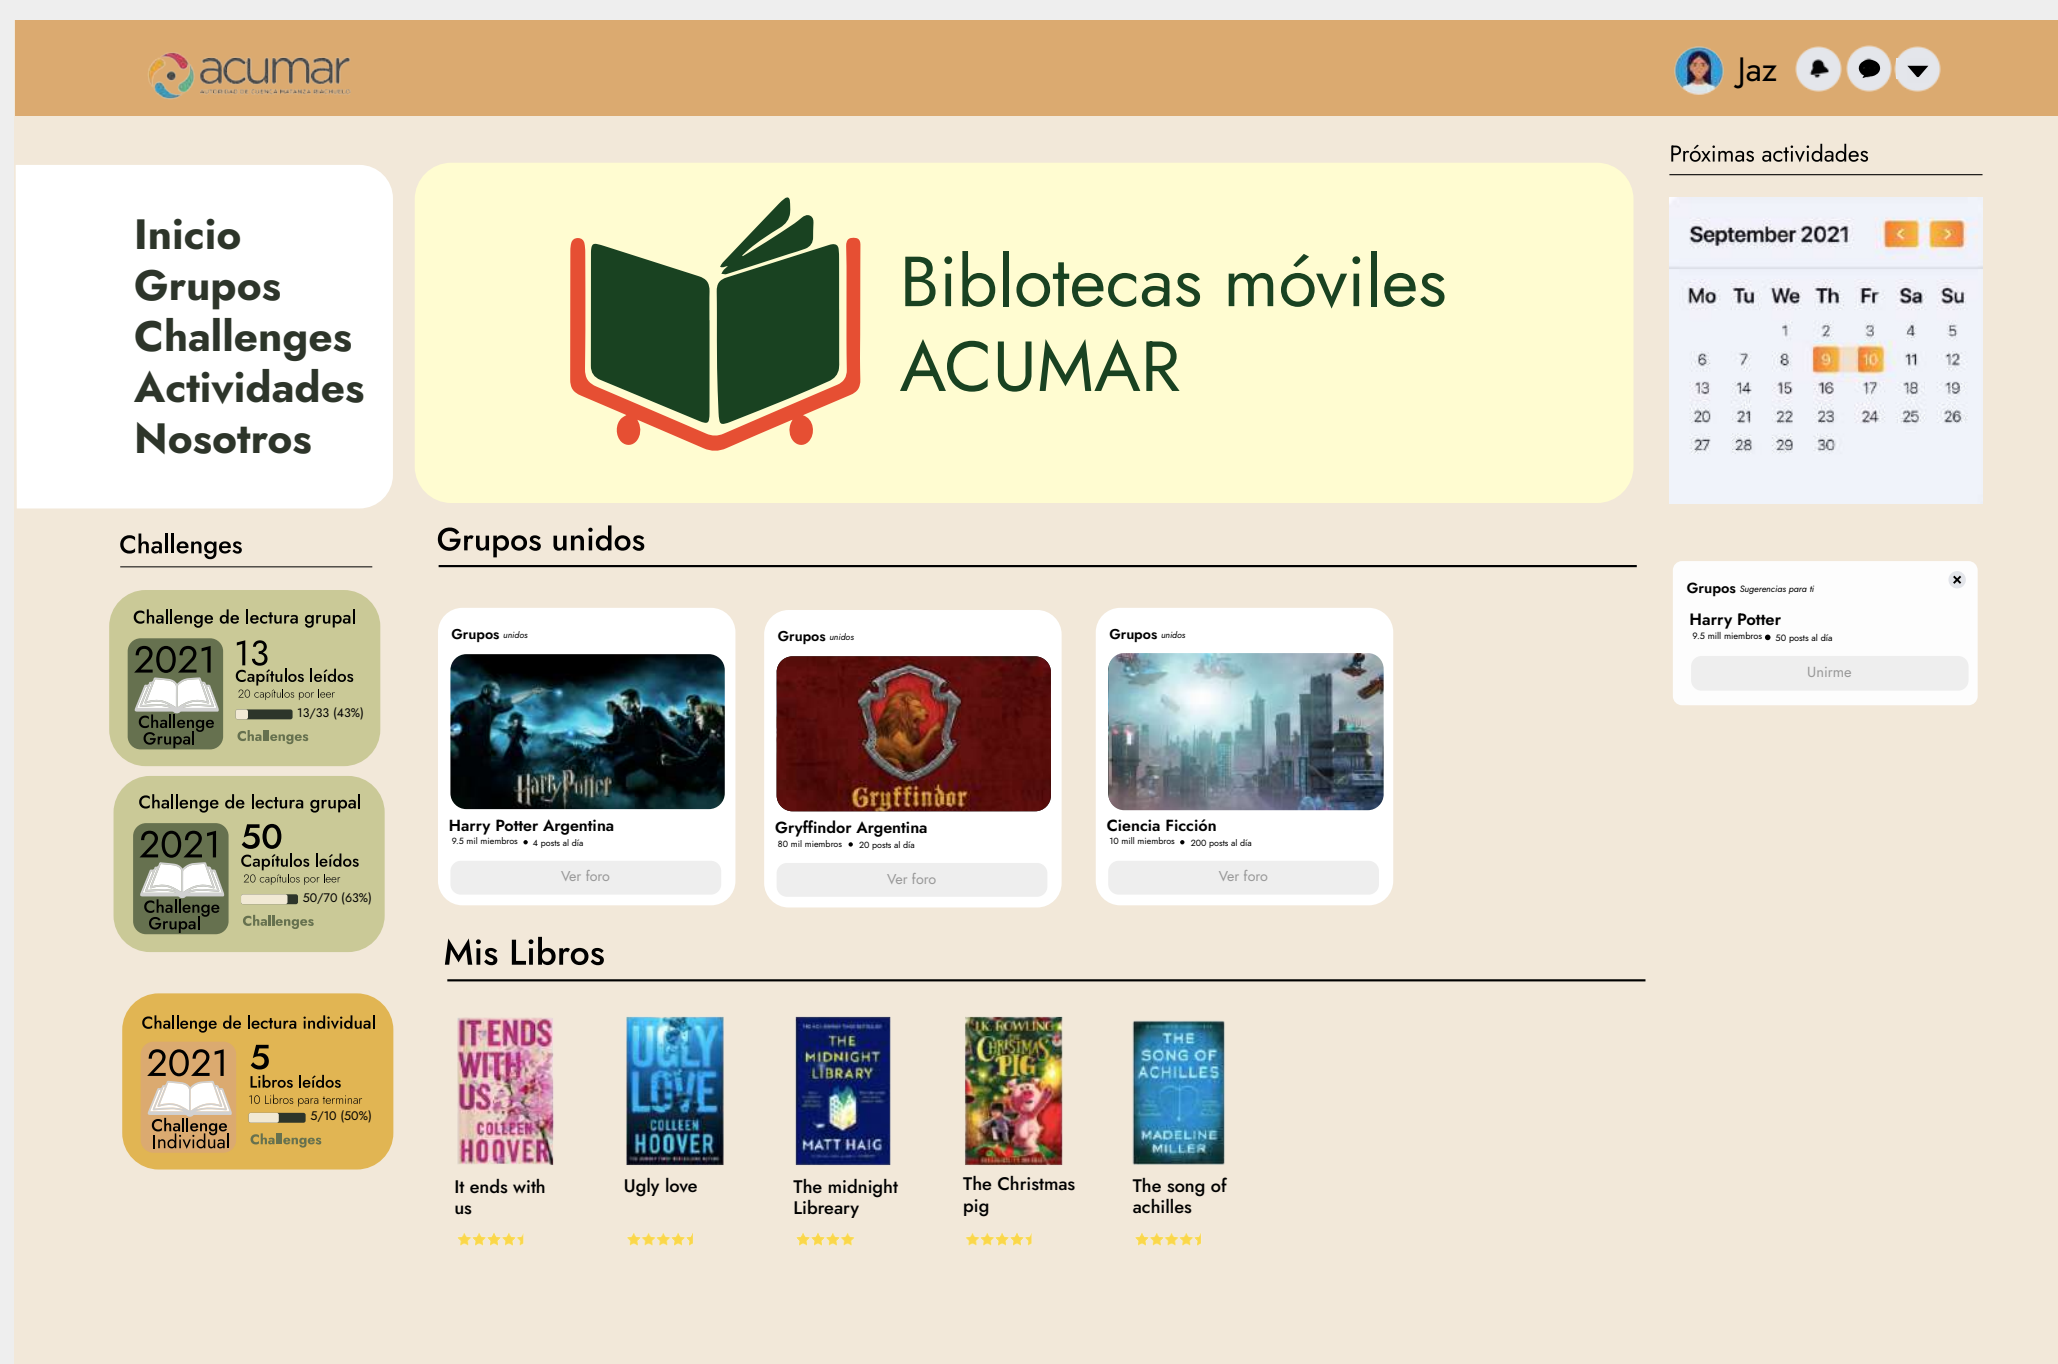 acumar
AUTORIDAD DE CUENCA MATANZA RIACHUELO
Jaz
Inicio
Grupos
Challenges
Actividades
Nosotros
Biblotecas móviles
ACUMAR
Próximas actividades
September 2021
Mo Tu We Th Fr Sa Su
1 2 3 4 5
6 7 8 9 10 11 12
13 14 15 16 17 18 19
20 21 22 23 24 25 26
27 28 29 30
Challenges
Challenge de lectura grupal
2021
Challenge
Grupal
13
Capítulos leídos
20 capítulos por leer
13/33 (43%)
Challenges
Challenge de lectura grupal
2021
Challenge
Grupal
50
Capítulos leídos
20 capítulos por leer
50/70 (63%)
Challenges
Challenge de lectura individual
2021
Challenge
Individual
5
Libros leídos
10 Libros para terminar
5/10 (50%)
Challenges
Grupos unidos
Grupos unidos
Harry Potter
Harry Potter Argentina
9.5 mil miembros ● 4 posts al día
Ver foro
Grupos unidos
Gryffindor
Gryffindor Argentina
80 mil miembros ● 20 posts al día
Ver foro
Grupos unidos
Ciencia Ficción
10 mill miembros ● 200 posts al día
Ver foro
Grupos Sugerencias para ti
Harry Potter
9.5 mill miembros ● 50 posts al día
Unirme
Mis Libros
IT ENDS
WITH
US
COLLEEN
HOOVER
It ends with
us
UGLY
LOVE
COLLEEN
HOOVER
Ugly love
THE
MIDNIGHT
LIBRARY
MATT HAIG
The midnight
Libreary
J.K. ROWLING
THE
CHRISTMAS
PIG
The Christmas
pig
THE
SONG OF
ACHILLES
MADELINE
MILLER
The song of
achilles